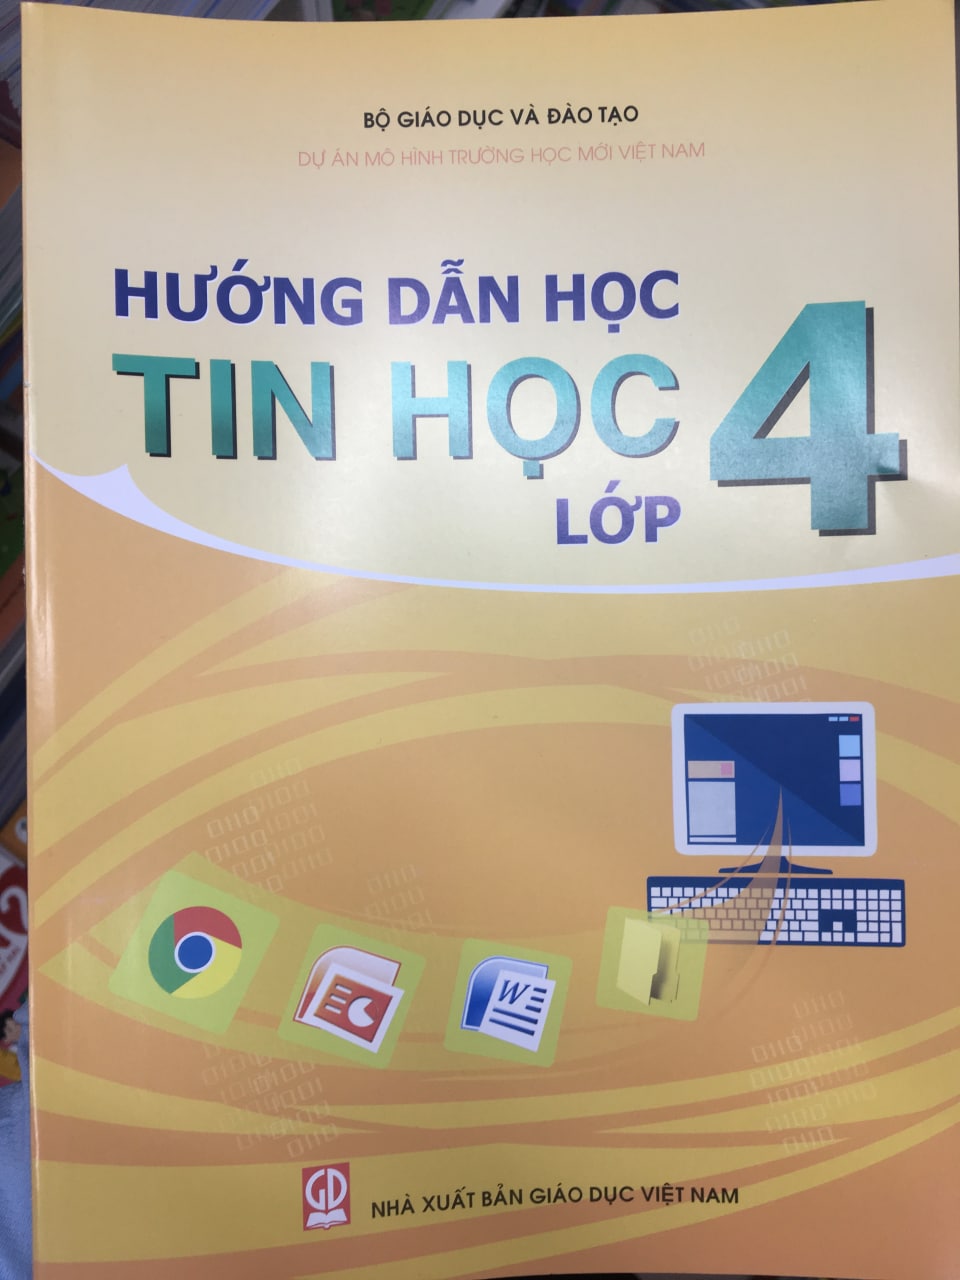 BỘ GIÁO DỤC VÀ ĐÀO TẠO
DỰ ÁN MÔ HÌNH TRƯỜNG HỌC MỚI VIỆT NAM
HƯỚNG DẪN HỌC
TIN HỌC 4
LỚP
W
GD
NHÀ XUẤT BẢN GIÁO DỤC VIỆT NAM